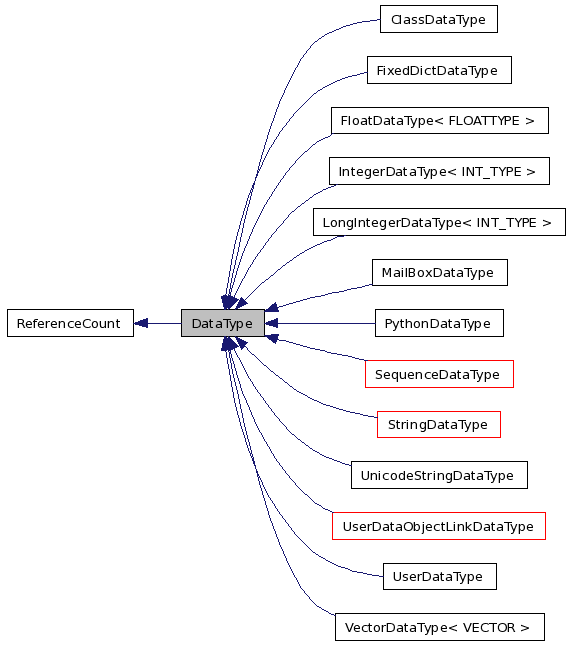 ClassDataType
FixedDictDataType
FloatDataType< FLOATTYPE >
IntegerDataType< INT_TYPE >
LongIntegerDataType< INT_TYPE >
MailBoxDataType
ReferenceCount
DataType
PythonDataType
SequenceDataType
StringDataType
UnicodeStringDataType
UserDataObjectLinkDataType
UserDataType
VectorDataType< VECTOR >